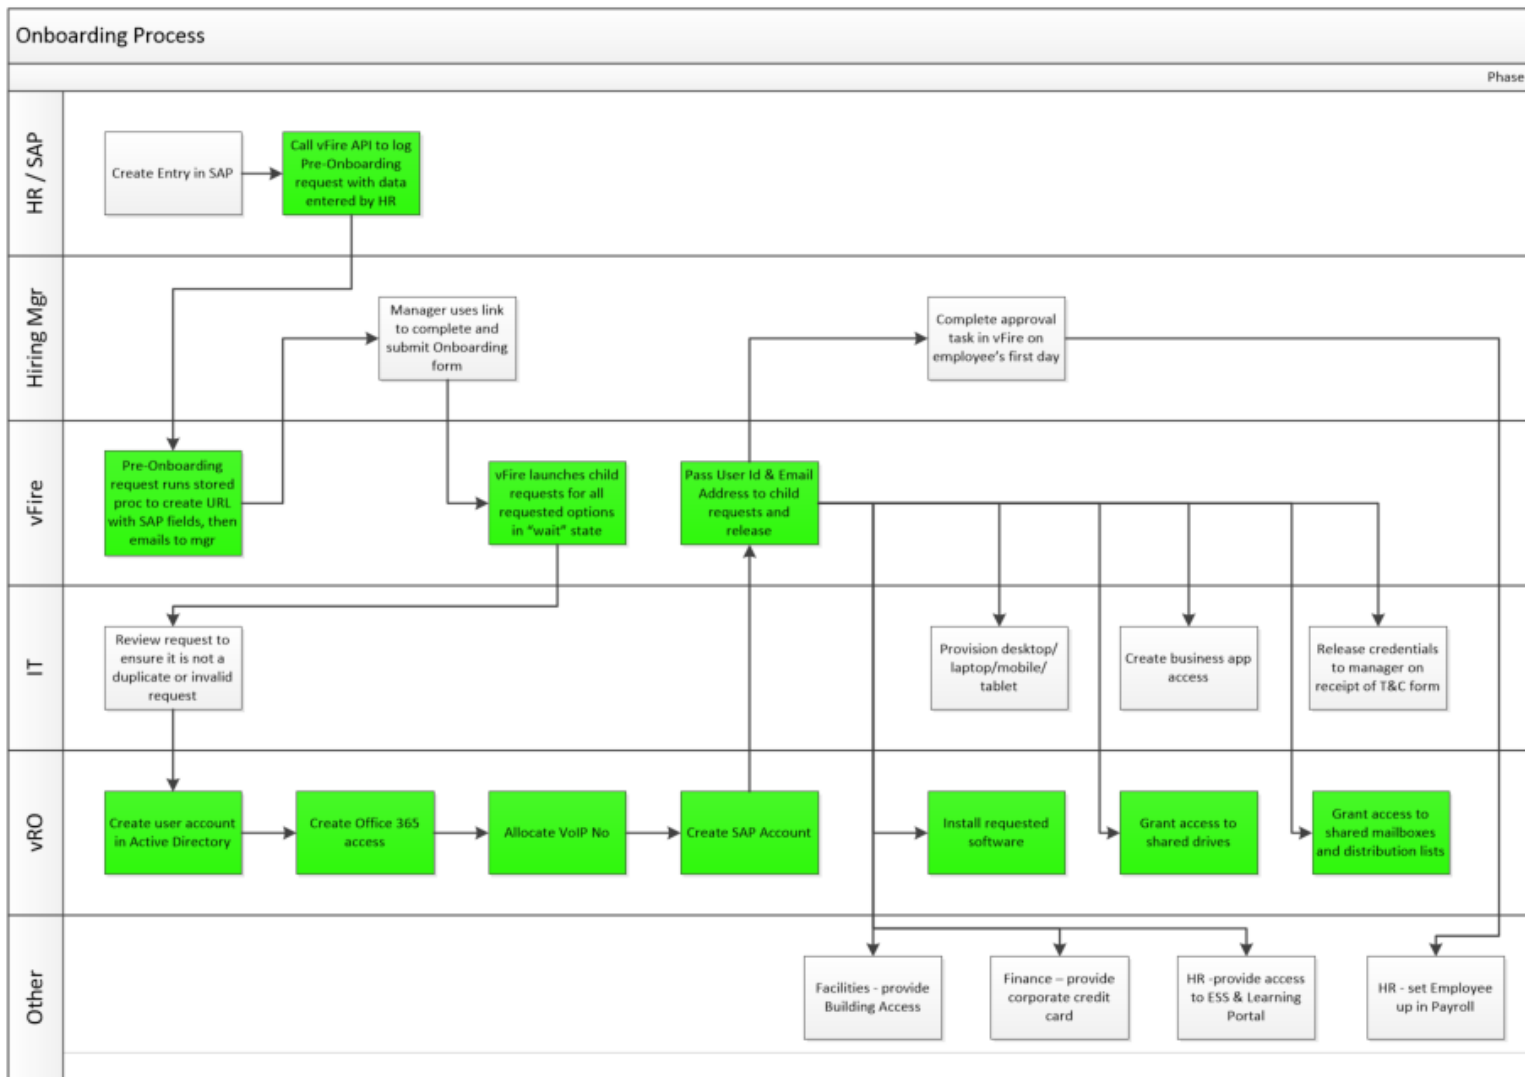 Onboarding Process
Phase
HR / SAP
Create Entry in SAP
Call vFire API to log
Pre-Onboarding
request with data
entered by HR
Hiring Mgr
Manager uses link
to complete and
submit Onboarding
form
Complete approval
task in vFire on
employee's first day
vFire
Pre-Onboarding
request runs stored
proc to create URL
with SAP fields, then
emails to mgr
vFire launches child
requests for all
requested options
in "wait" state
Pass User Id & Email
Address to child
requests and
release
IT
Review request to
ensure it is not a
duplicate or invalid
request
Provision desktop/
laptop/mobile/
tablet
Create business app
access
Release credentials
to manager on
receipt of T&C form
vRO
Create user account
in Active Directory
Create Office 365
access
Allocate VoIP No
Create SAP Account
Install requested
software
Grant access to
shared drives
Grant access to
shared mailboxes
and distribution lists
Other
Facilities - provide
Building Access
Finance – provide
corporate credit
card
HR -provide access
to ESS & Learning
Portal
HR - set Employee
up in Payroll